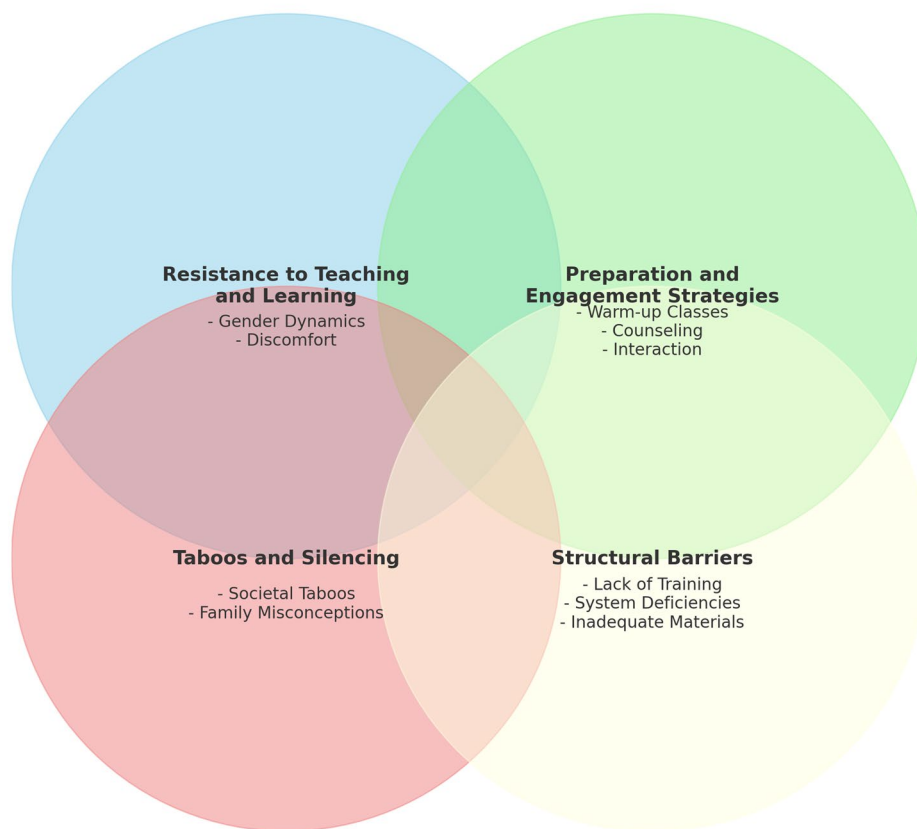 Resistance to Teaching
and Learning
- Gender Dynamics
- Discomfort
Preparation and
Engagement Strategies
- Warm-up Classes
- Counseling
- Interaction
Taboos and Silencing
- Societal Taboos
- Family Misconceptions
Structural Barriers
- Lack of Training
- System Deficiencies
- Inadequate Materials